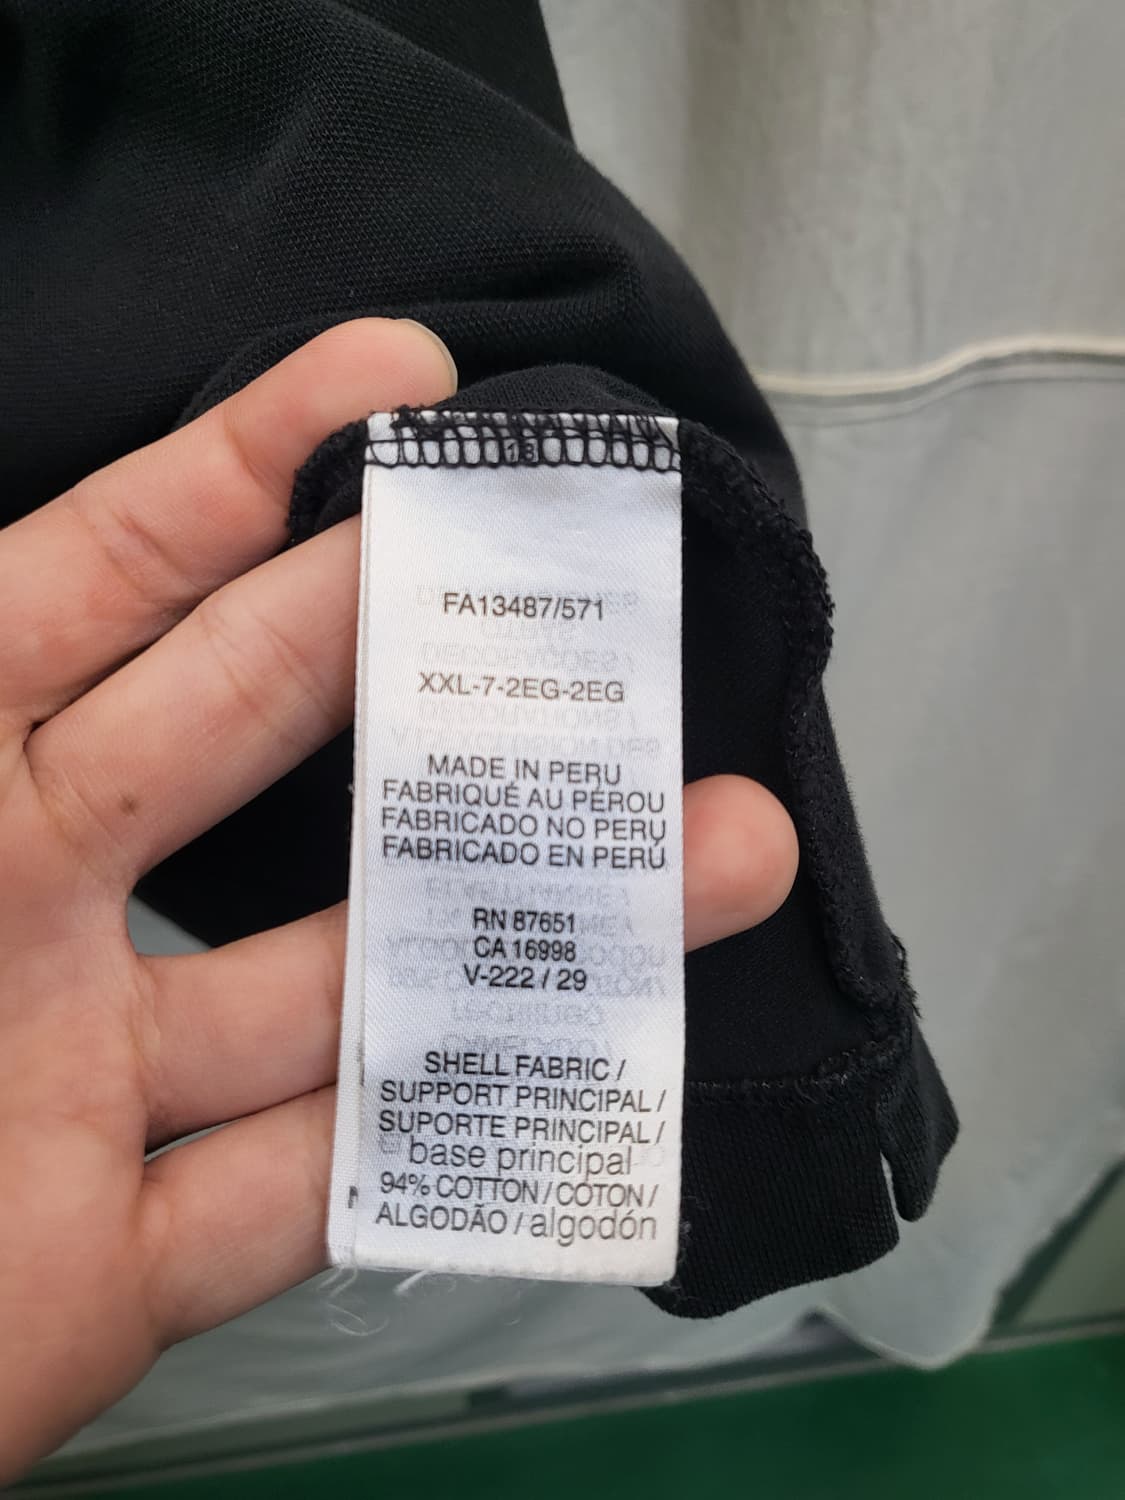 18
FA13487/571
XXL-7-2EG-2EG
MADE IN PERU
FABRIQUÉ AU PÉROU
FABRICADO NO PERU
FABRICADO EN PERÚ
RN 87651
CA 16998
V-222 / 29
SHELL FABRIC /
SUPPORT PRINCIPAL /
SUPORTE PRINCIPAL /
base principal
94% COTTON / COTON /
ALGODÃO / algodón